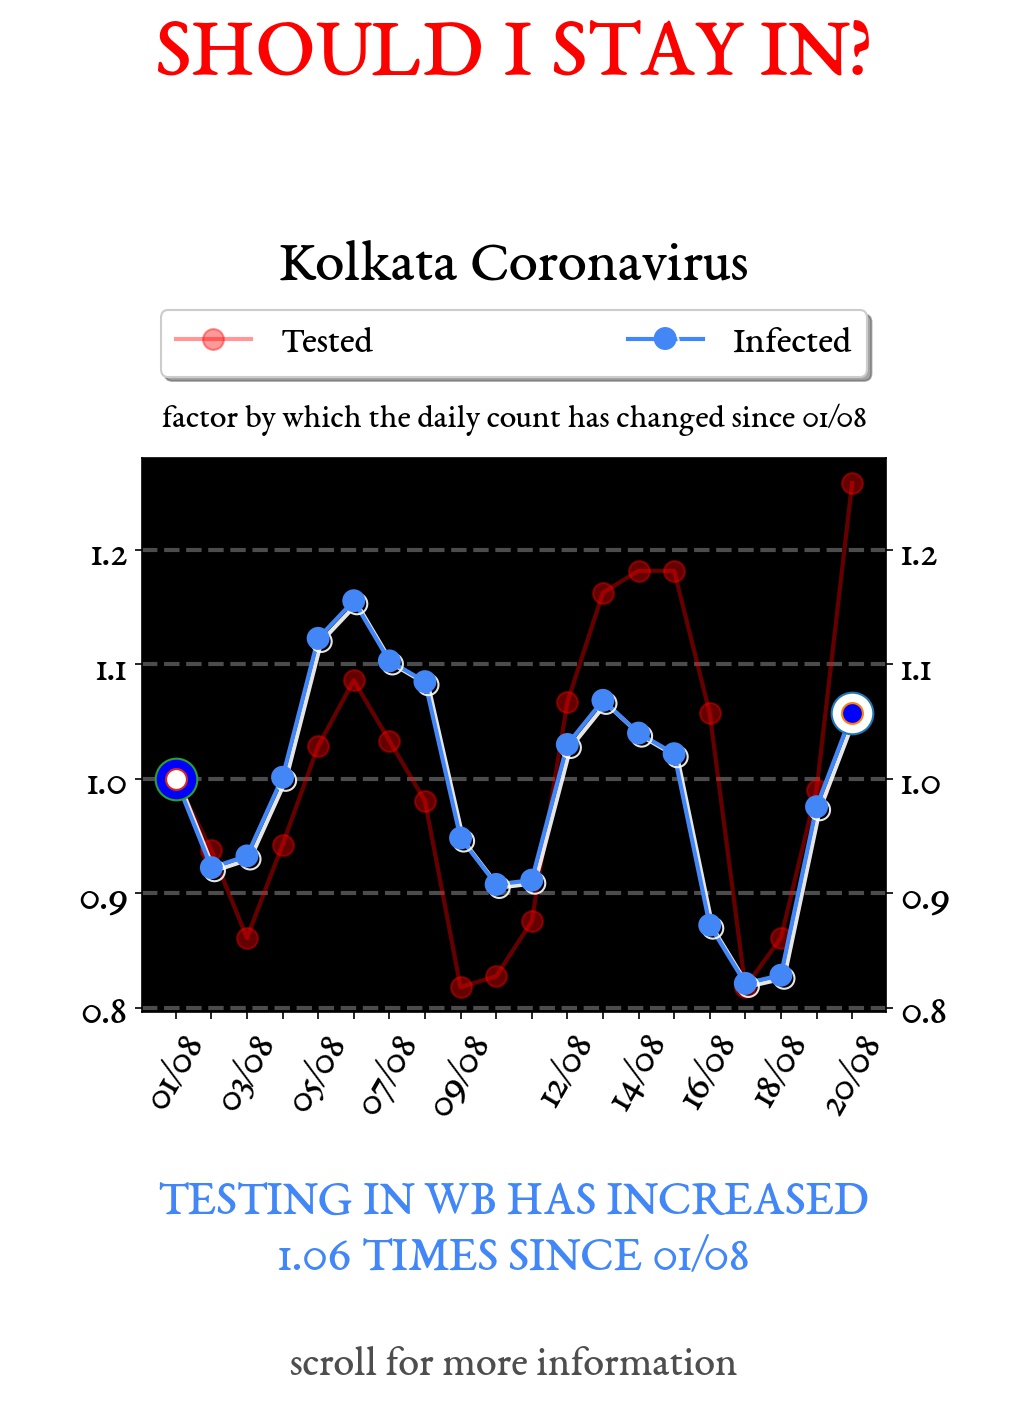 SHOULD I STAY IN?
Kolkata Coronavirus
Tested Infected
factor by which the daily count has changed since 01/08
1.2 1.2
1.1 1.1
1.0 1.0
0.9 0.9
0.8 0.8
01/08 03/08 05/08 07/08 09/08 12/08 14/08 16/08 18/08 20/08
TESTING IN WB HAS INCREASED
1.06 TIMES SINCE 01/08
scroll for more information